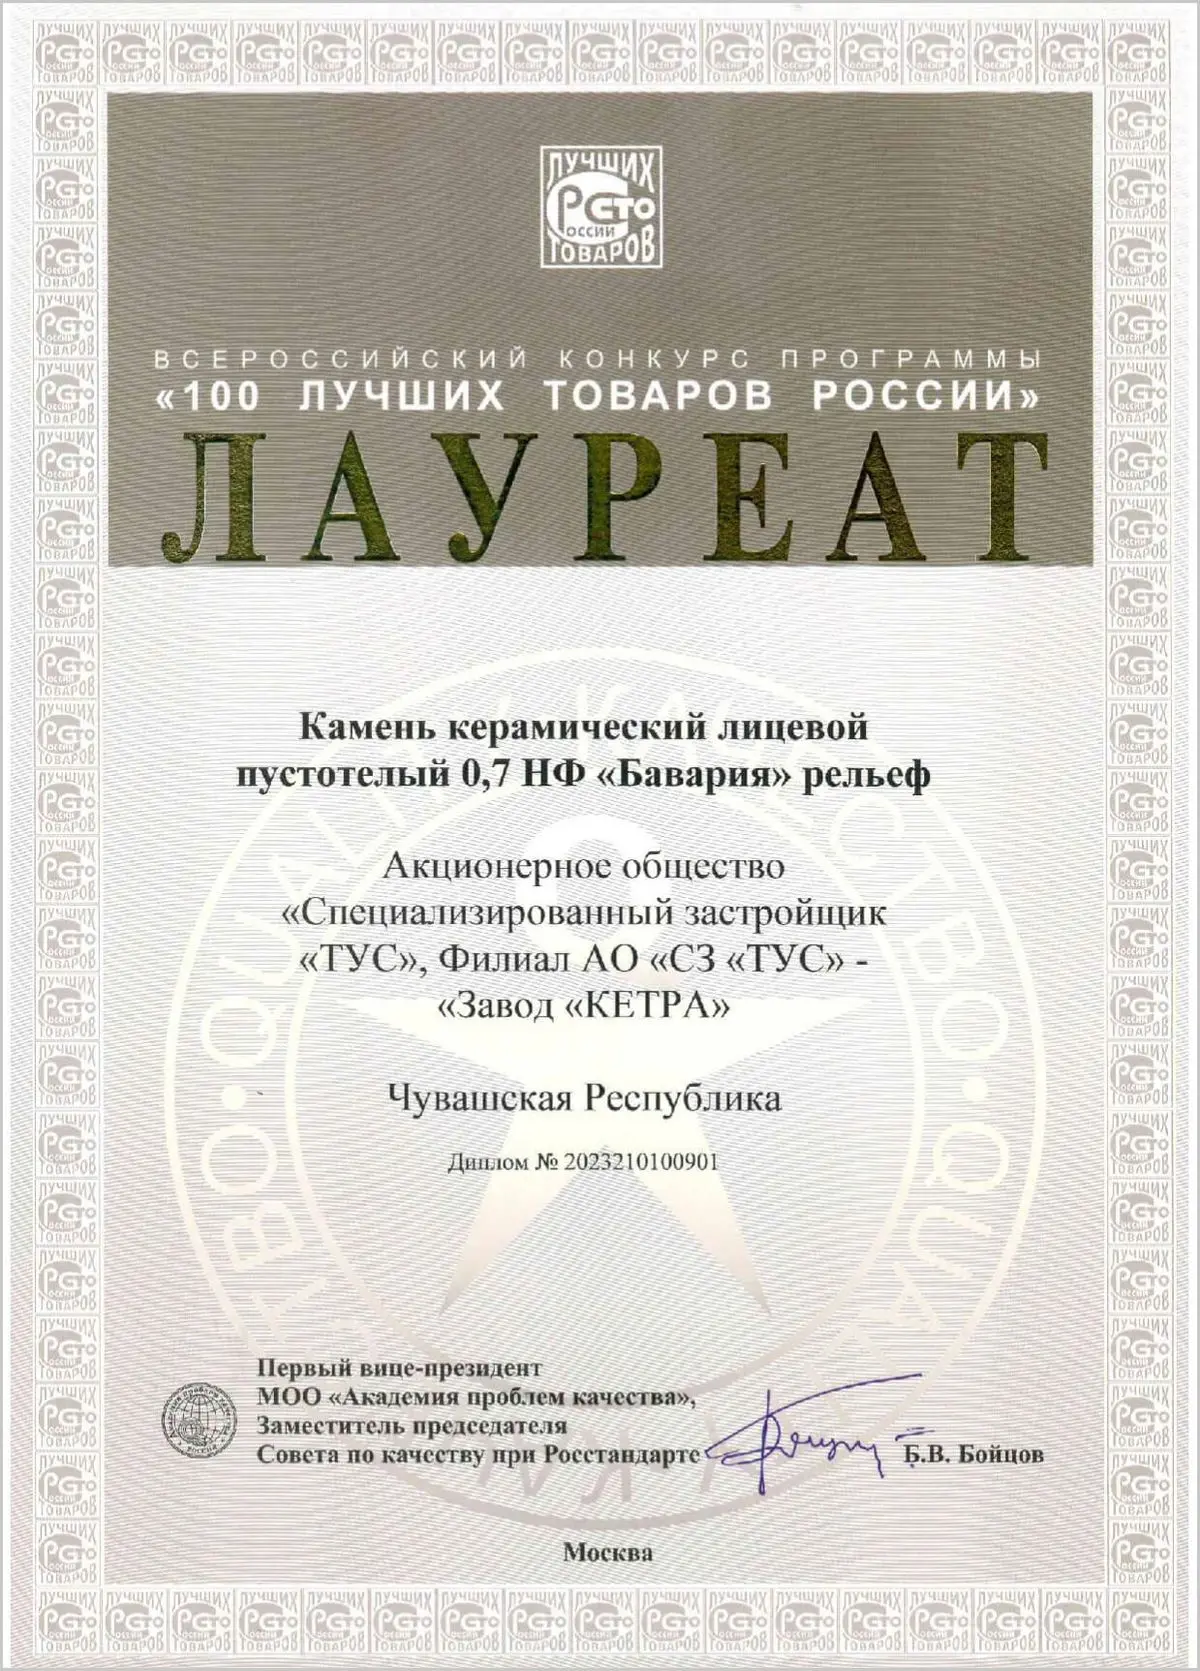 ЛУЧШИХ
РСТО
РОССИИ
ТОВАРОВ
ВСЕРОССИЙСКИЙ КОНКУРС ПРОГРАММЫ
«100 ЛУЧШИХ ТОВАРОВ РОССИИ»
ЛАУРЕАТ
Камень керамический лицевой
пустотелый 0,7 НФ «Бавария» рельеф
Акционерное общество
«Специализированный застройщик
«ТУС», Филиал АО «СЗ «ТУС» -
«Завод «КЕТРА»
Чувашская Республика
Диплом № 2023210100901
Первый вице-президент
МОО «Академия проблем качества»,
Заместитель председателя
Совета по качеству при Росстандарте
Б.В. Бойцов
Москва